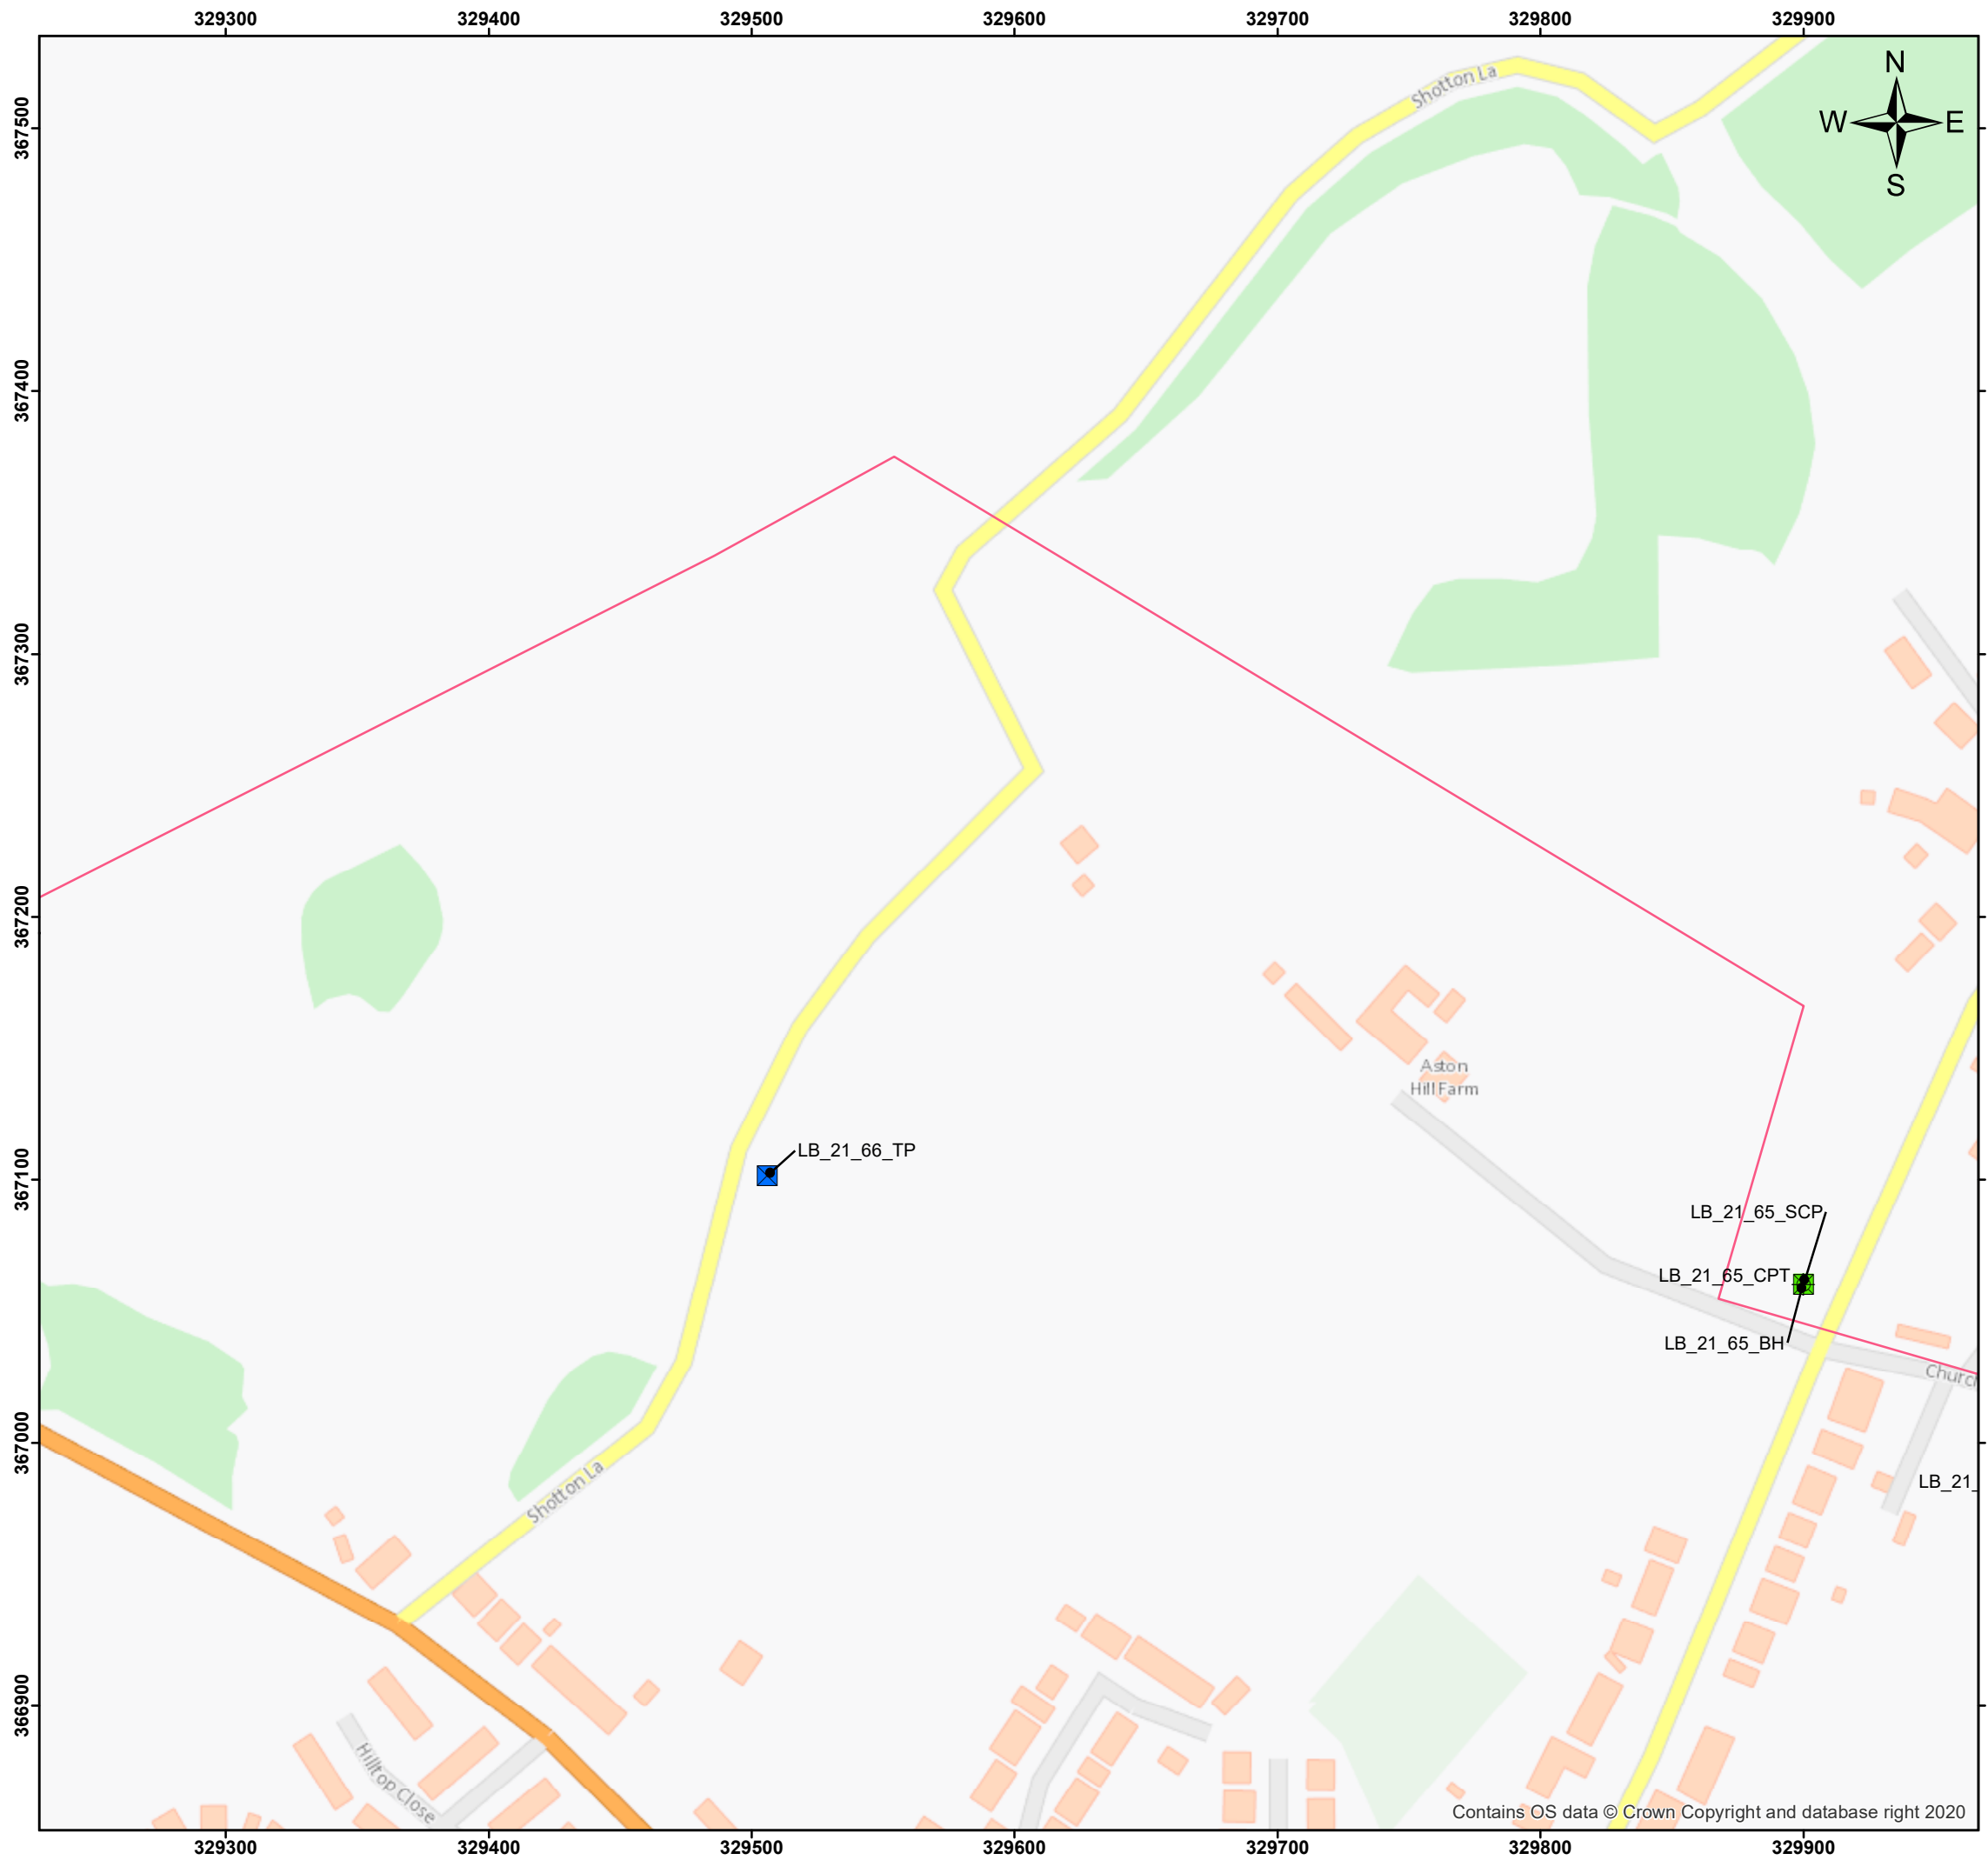 329300 329400 329500 329600 329700 329800 329900
N
W E
S
Shotton La
367500
367400
367300
367200
367100
367000
366900
Aston
Hill Farm
LB_21_66_TP
LB_21_65_SCP
LB_21_65_CPT
LB_21_65_BH
Churc
LB_21_
Shotton La
Hilltop Close
Contains OS data © Crown Copyright and database right 2020
329300 329400 329500 329600 329700 329800 329900